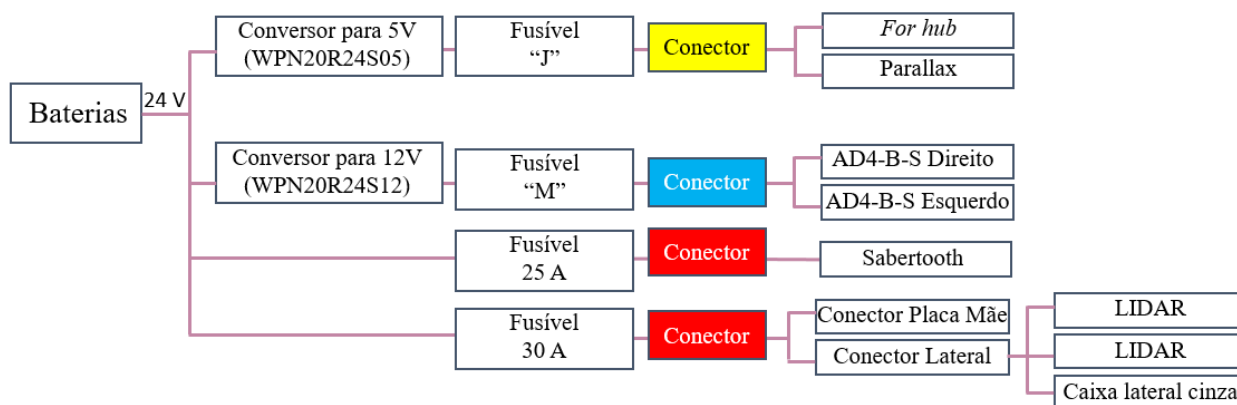 Baterias
24 V
Conversor para 5V
(WPN20R24S05)
Fusível
“J”
Conector
For hub
Parallax
Conversor para 12V
(WPN20R24S12)
Fusível
“M”
Conector
AD4-B-S Direito
AD4-B-S Esquerdo
Fusível
25 A
Conector
Sabertooth
Fusível
30 A
Conector
Conector Placa Mãe
Conector Lateral
LIDAR
LIDAR
Caixa lateral cinza